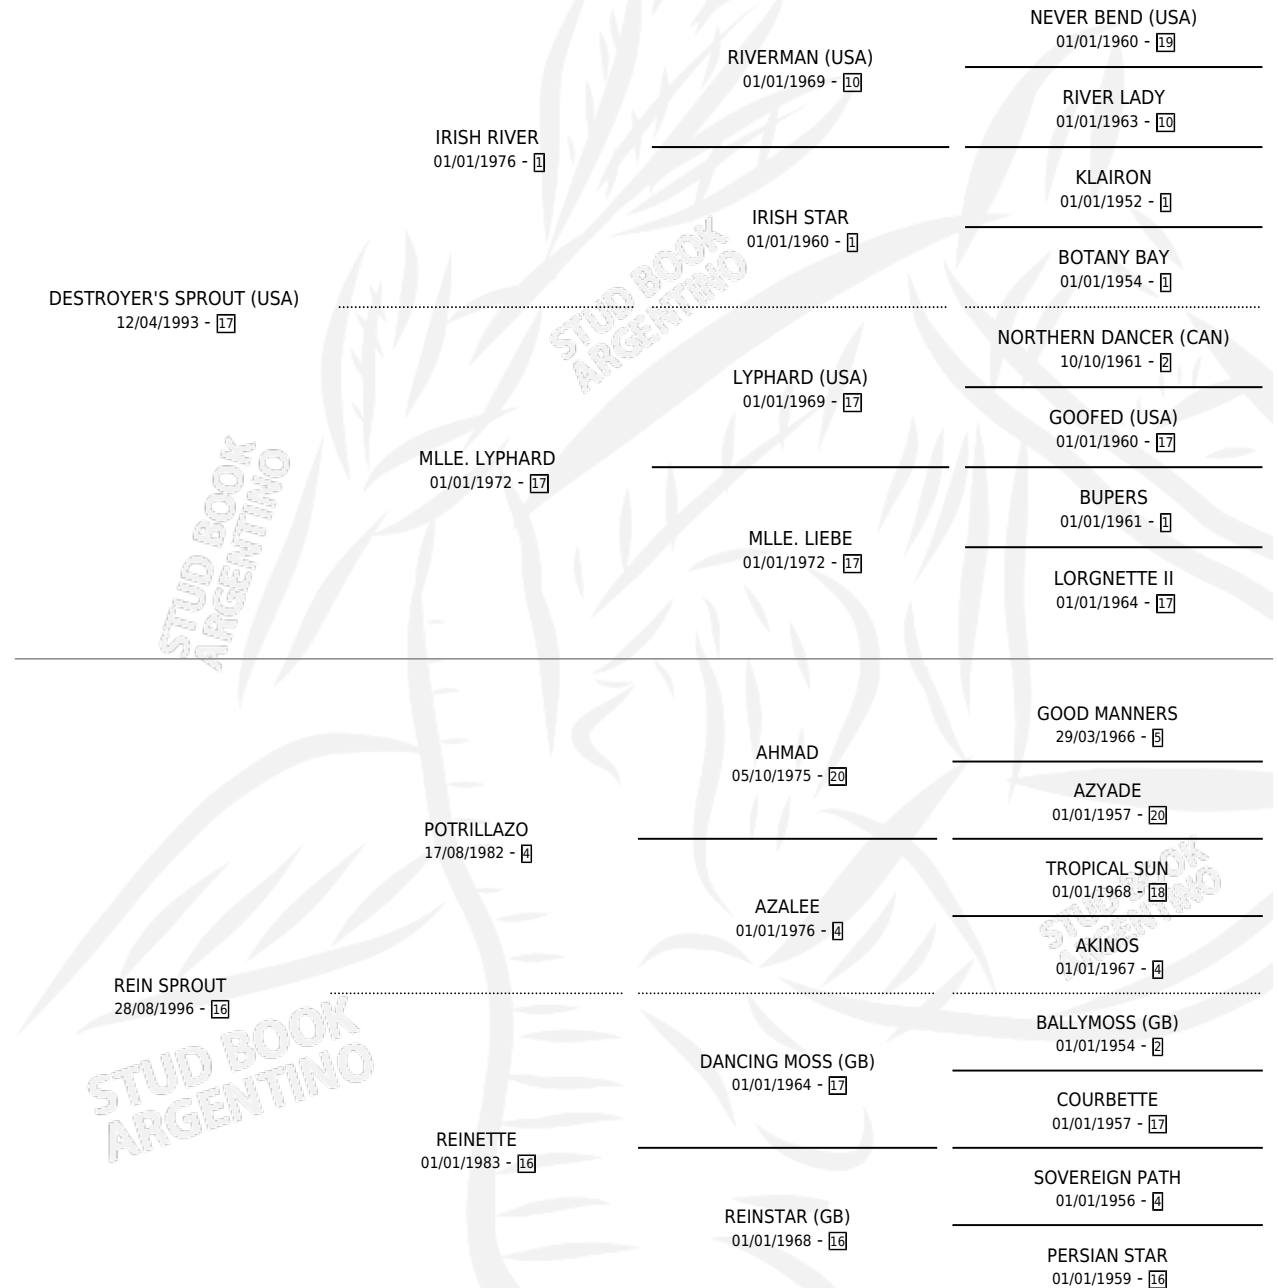 NEVER BEND (USA)
01/01/1960 - 19
RIVERMAN (USA)
01/01/1969 - 10
RIVER LADY
01/01/1963 - 10
IRISH RIVER
01/01/1976 - 1
KLAIRON
01/01/1952 - 1
IRISH STAR
01/01/1960 - 1
BOTANY BAY
01/01/1954 - 1
DESTROYER'S SPROUT (USA)
12/04/1993 - 17
NORTHERN DANCER (CAN)
10/10/1961 - 2
LYPHARD (USA)
01/01/1969 - 17
GOOFED (USA)
01/01/1960 - 17
MLLE. LYPHARD
01/01/1972 - 17
BUPERS
01/01/1961 - 1
MLLE. LIEBE
01/01/1972 - 17
LORGNETTE II
01/01/1964 - 17
GOOD MANNERS
29/03/1966 - 5
AHMAD
05/10/1975 - 20
AZYADE
01/01/1957 - 20
POTRILLAZO
17/08/1982 - 4
TROPICAL SUN
01/01/1968 - 18
AZALEE
01/01/1976 - 4
AKINOS
01/01/1967 - 4
REIN SPROUT
28/08/1996 - 16
BALLYMOSS (GB)
01/01/1954 - 2
DANCING MOSS (GB)
01/01/1964 - 17
COURBETTE
01/01/1957 - 17
REINETTE
01/01/1983 - 16
SOVEREIGN PATH
01/01/1956 - 4
REINSTAR (GB)
01/01/1968 - 16
PERSIAN STAR
01/01/1959 - 16
STUD BOOK
ARGENTINO
STUD BOOK
ARGENTINO
STUD BOOK
ARGENTINO
STUD BOOK
ARGENTINO